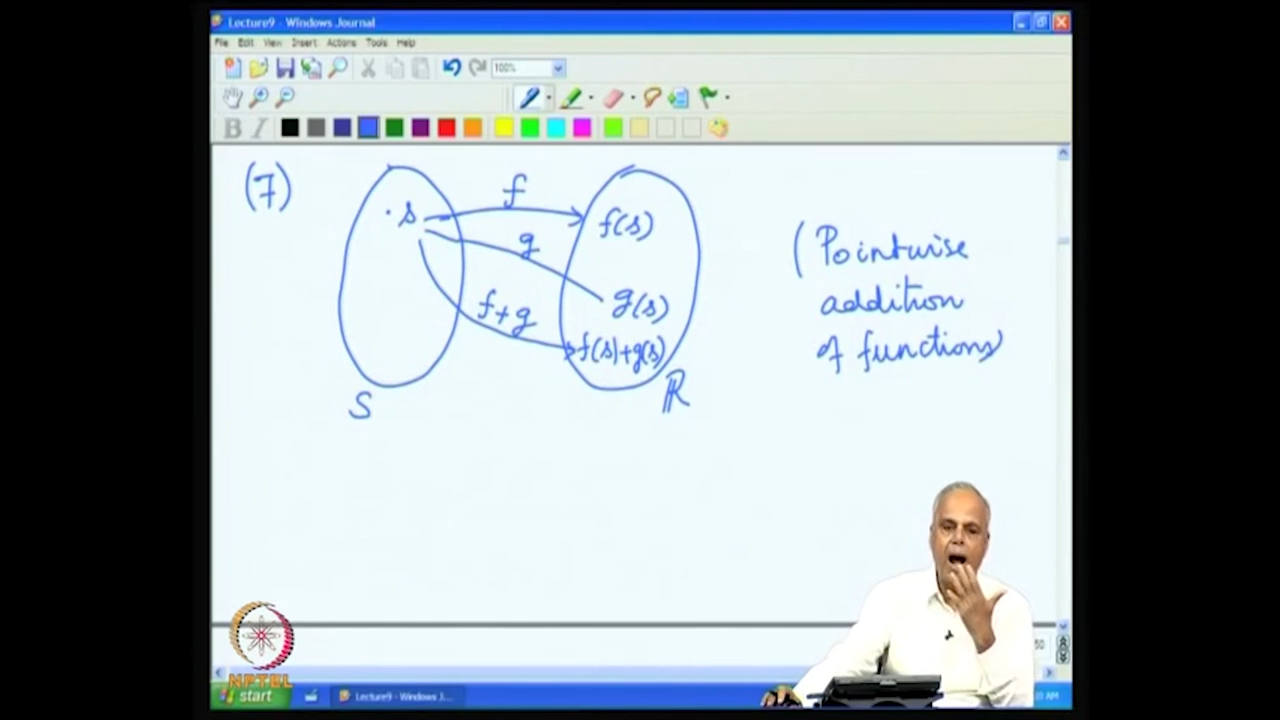 Lecture9 - Windows Journal
File Edit View Insert Actions Tools Help
100%
B I
(7)
. s
f
f(s)
g
g(s)
f+g
f(s)+g(s)
S
R
(Pointwise
addition
of functions)
NPTEL
start
Lecture9 - Windows J...